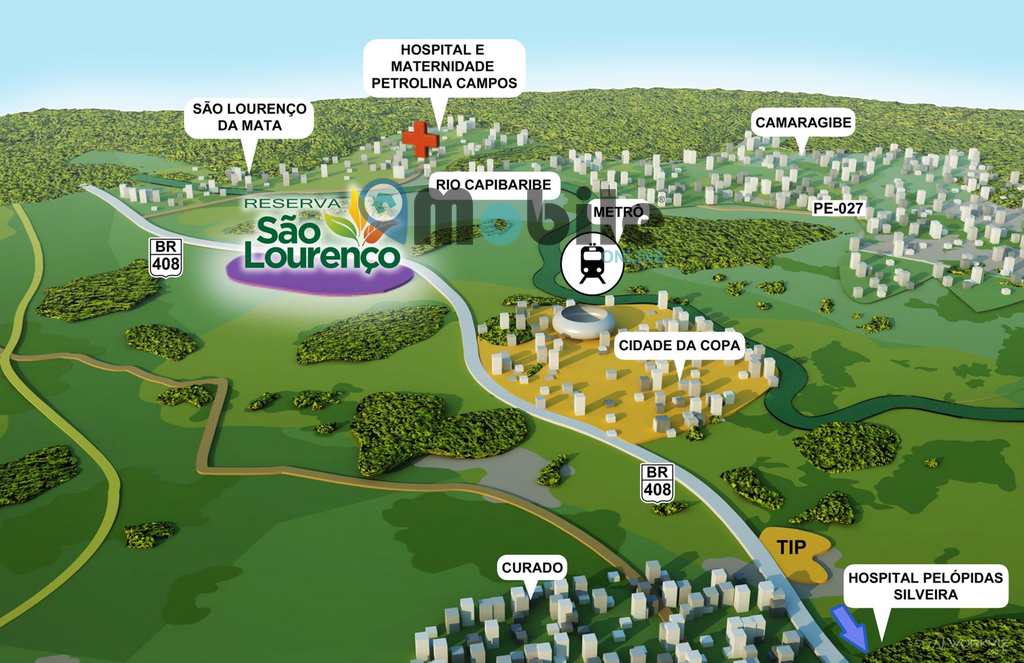 HOSPITAL E
MATERNIDADE
PETROLINA CAMPOS
SÃO LOURENÇO
DA MATA
CAMARAGIBE
RIO CAPIBARIBE
RESERVA
São
Lourenço
mobile
ONLINE
®
METRÔ
PE-027
BR
408
CIDADE DA COPA
BR
408
TIP
CURADO
HOSPITAL PELÓPIDAS
SILVEIRA